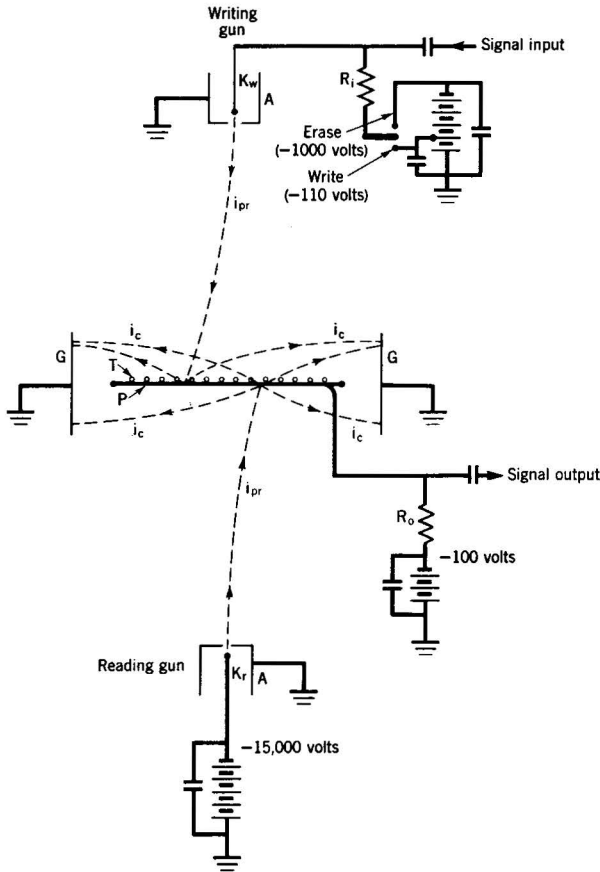 Writing
gun
Signal input
K_w
A
R_i
Erase
(−1000 volts)
Write
(−110 volts)
i_pr
i_c
i_c
G
G
T
P
i_c
i_c
Signal output
i_pr
R_o
−100 volts
Reading gun
K_r
A
−15,000 volts